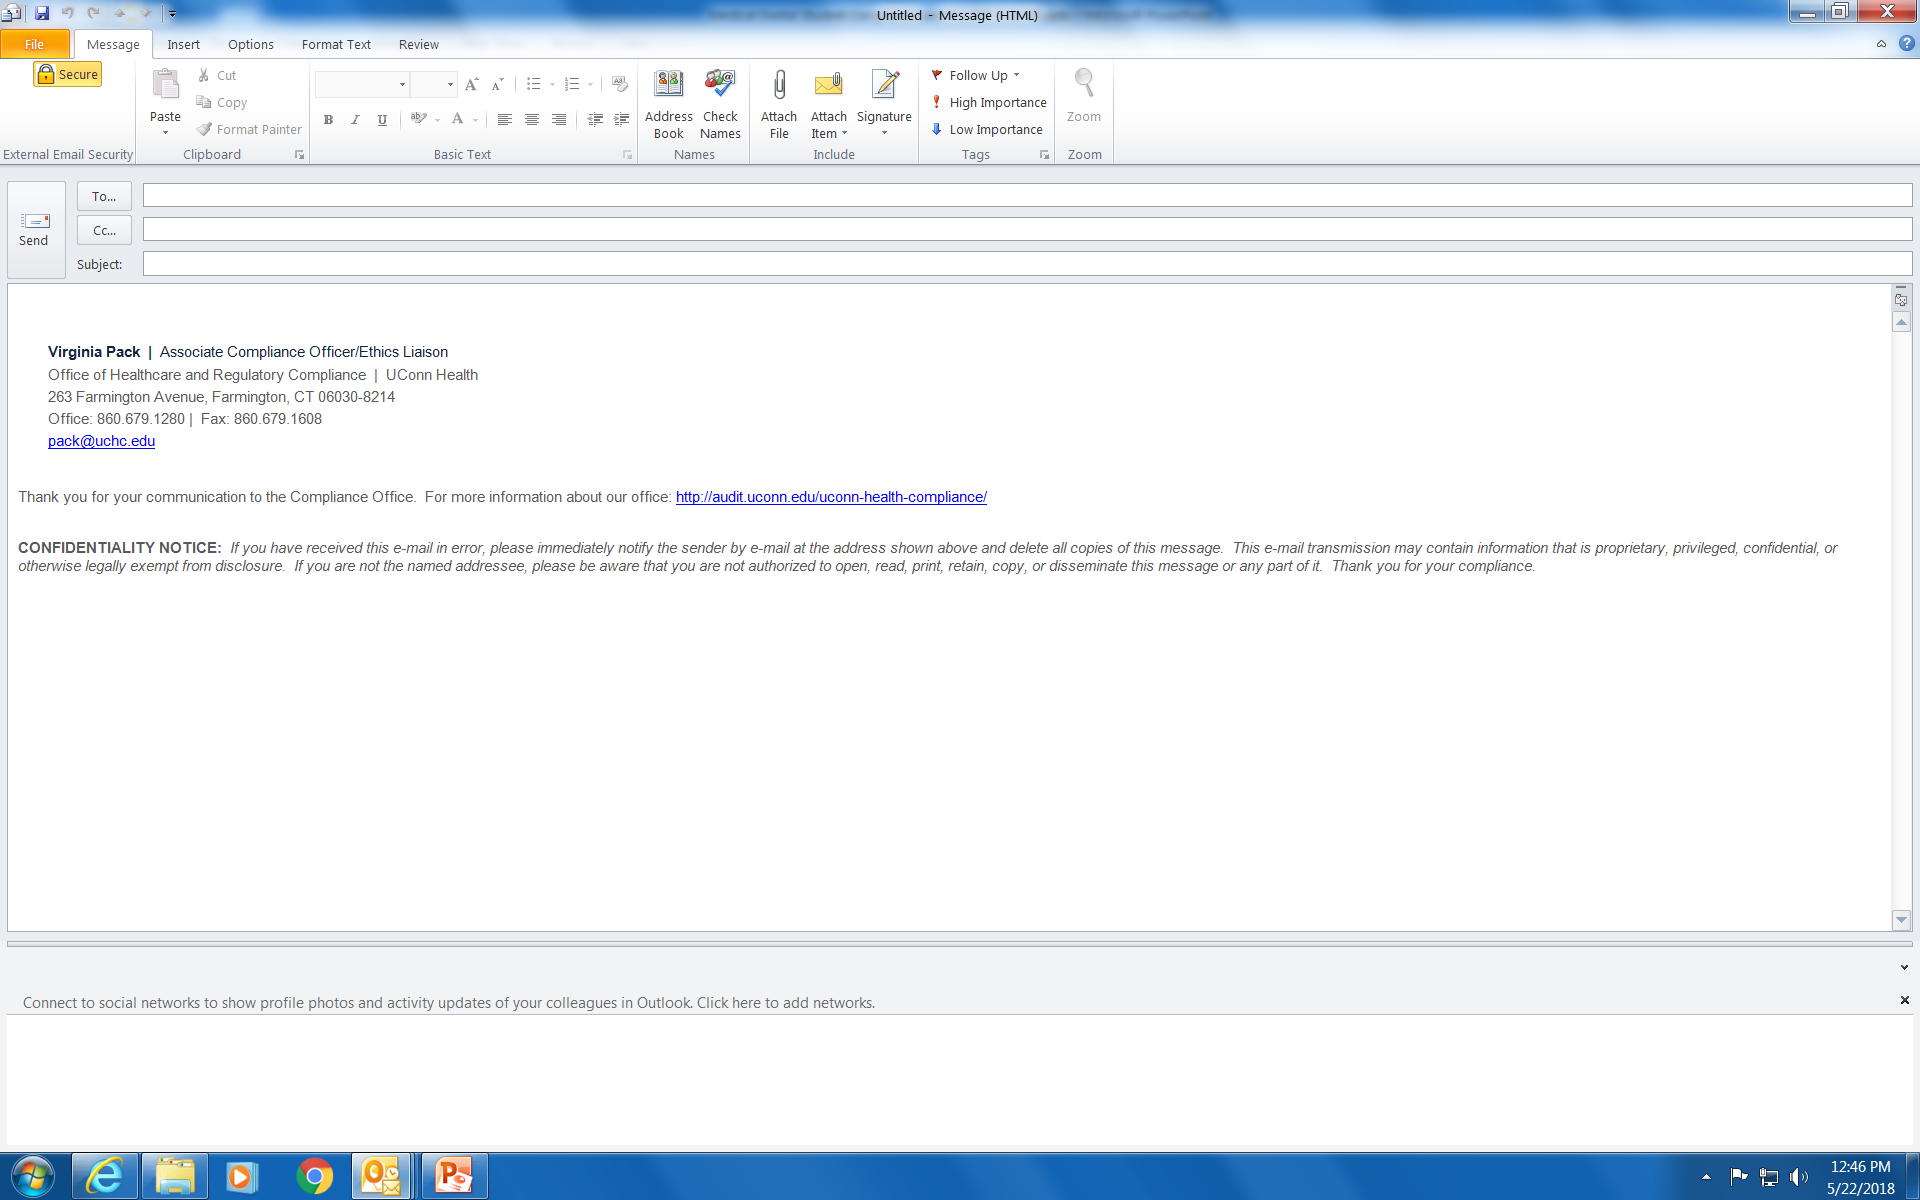 Untitled - Message (HTML)
File Message Insert Options Format Text Review
Secure
External Email Security
Paste
Cut
Copy
Format Painter
Clipboard
Basic Text
Address Book
Check Names
Names
Attach File
Attach Item
Signature
Include
Follow Up
High Importance
Low Importance
Tags
Zoom
Zoom
Send
To...
Cc...
Subject:
Virginia Pack | Associate Compliance Officer/Ethics Liaison
Office of Healthcare and Regulatory Compliance | UConn Health
263 Farmington Avenue, Farmington, CT 06030-8214
Office: 860.679.1280 | Fax: 860.679.1608
pack@uchc.edu
Thank you for your communication to the Compliance Office. For more information about our office: http://audit.uconn.edu/uconn-health-compliance/
CONFIDENTIALITY NOTICE: If you have received this e-mail in error, please immediately notify the sender by e-mail at the address shown above and delete all copies of this message. This e-mail transmission may contain information that is proprietary, privileged, confidential, or
otherwise legally exempt from disclosure. If you are not the named addressee, please be aware that you are not authorized to open, read, print, retain, copy, or disseminate this message or any part of it. Thank you for your compliance.
Connect to social networks to show profile photos and activity updates of your colleagues in Outlook. Click here to add networks.
12:46 PM
5/22/2018